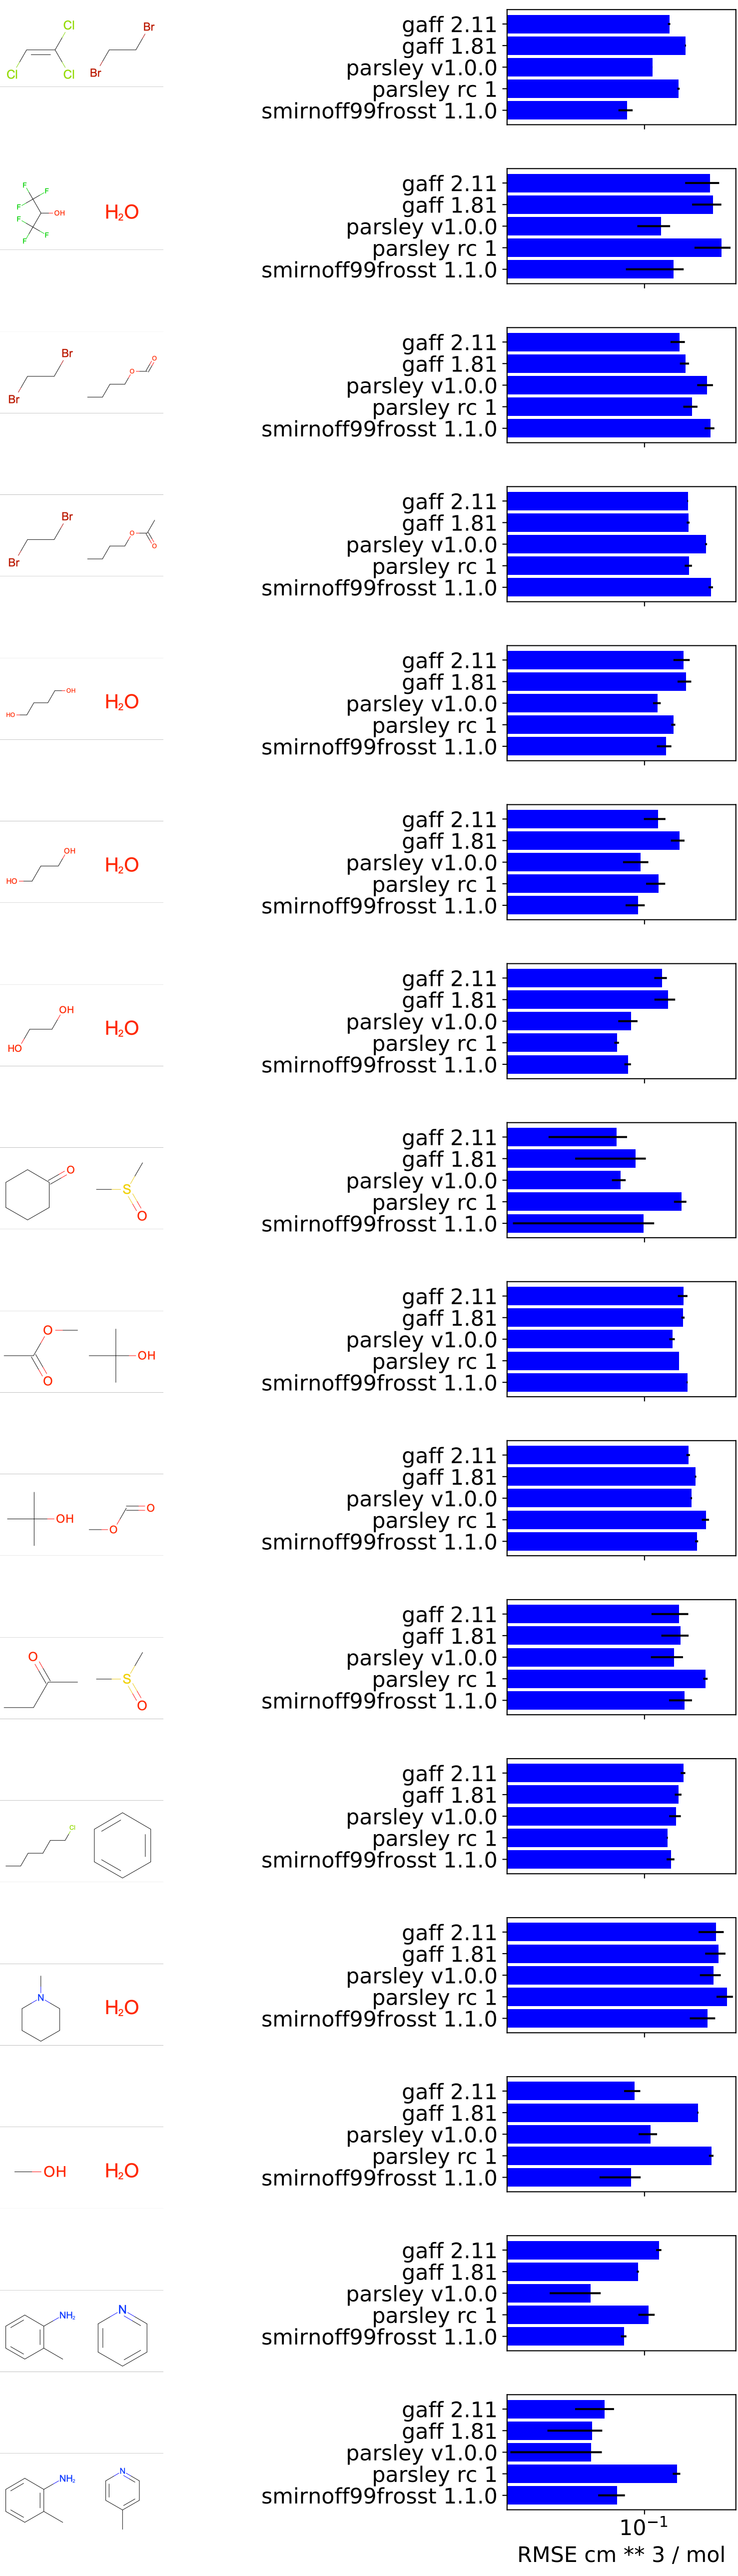 Cl Br
Cl Cl Br
gaff 2.11
gaff 1.81
parsley v1.0.0
parsley rc 1
smirnoff99frosst 1.1.0
F F
F OH
F F
F
H₂O
gaff 2.11
gaff 1.81
parsley v1.0.0
parsley rc 1
smirnoff99frosst 1.1.0
Br
Br
O O
gaff 2.11
gaff 1.81
parsley v1.0.0
parsley rc 1
smirnoff99frosst 1.1.0
Br
Br
O
O
gaff 2.11
gaff 1.81
parsley v1.0.0
parsley rc 1
smirnoff99frosst 1.1.0
OH
HO
H₂O
gaff 2.11
gaff 1.81
parsley v1.0.0
parsley rc 1
smirnoff99frosst 1.1.0
OH
HO
H₂O
gaff 2.11
gaff 1.81
parsley v1.0.0
parsley rc 1
smirnoff99frosst 1.1.0
OH
HO
H₂O
gaff 2.11
gaff 1.81
parsley v1.0.0
parsley rc 1
smirnoff99frosst 1.1.0
O
S
O
gaff 2.11
gaff 1.81
parsley v1.0.0
parsley rc 1
smirnoff99frosst 1.1.0
O
O
OH
gaff 2.11
gaff 1.81
parsley v1.0.0
parsley rc 1
smirnoff99frosst 1.1.0
OH
O
O
gaff 2.11
gaff 1.81
parsley v1.0.0
parsley rc 1
smirnoff99frosst 1.1.0
O
S
O
gaff 2.11
gaff 1.81
parsley v1.0.0
parsley rc 1
smirnoff99frosst 1.1.0
Cl
gaff 2.11
gaff 1.81
parsley v1.0.0
parsley rc 1
smirnoff99frosst 1.1.0
N
H₂O
gaff 2.11
gaff 1.81
parsley v1.0.0
parsley rc 1
smirnoff99frosst 1.1.0
OH
H₂O
gaff 2.11
gaff 1.81
parsley v1.0.0
parsley rc 1
smirnoff99frosst 1.1.0
NH₂
N
gaff 2.11
gaff 1.81
parsley v1.0.0
parsley rc 1
smirnoff99frosst 1.1.0
NH₂
N
gaff 2.11
gaff 1.81
parsley v1.0.0
parsley rc 1
smirnoff99frosst 1.1.0
10⁻¹
RMSE cm ** 3 / mol